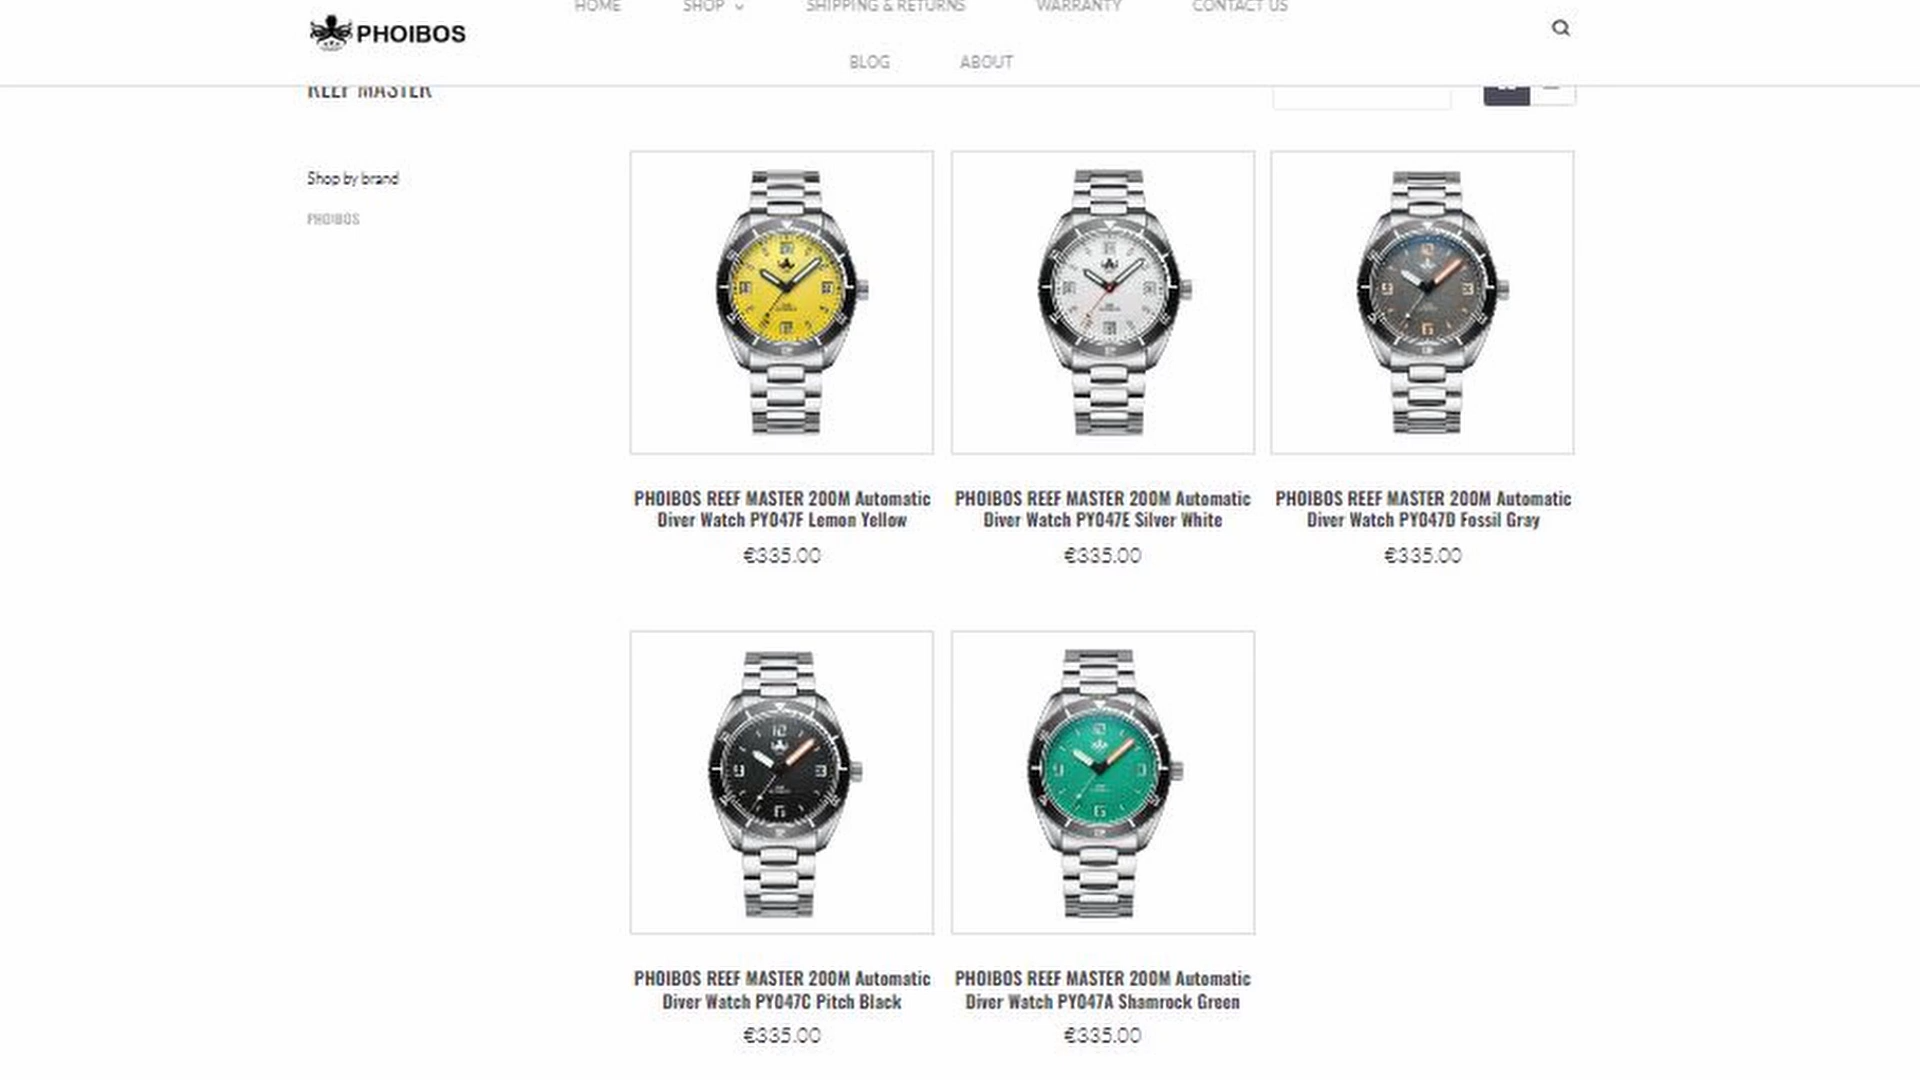 HOME SHOP SHIPPING & RETURNS WARRANTY CONTACT US
PHOIBOS
BLOG ABOUT
REEF MASTER
Shop by brand
PHOIBOS
PHOIBOS REEF MASTER 200M Automatic
Diver Watch PY047F Lemon Yellow
€335.00
PHOIBOS REEF MASTER 200M Automatic
Diver Watch PY047E Silver White
€335.00
PHOIBOS REEF MASTER 200M Automatic
Diver Watch PY047D Fossil Gray
€335.00
PHOIBOS REEF MASTER 200M Automatic
Diver Watch PY047C Pitch Black
€335.00
PHOIBOS REEF MASTER 200M Automatic
Diver Watch PY047A Shamrock Green
€335.00